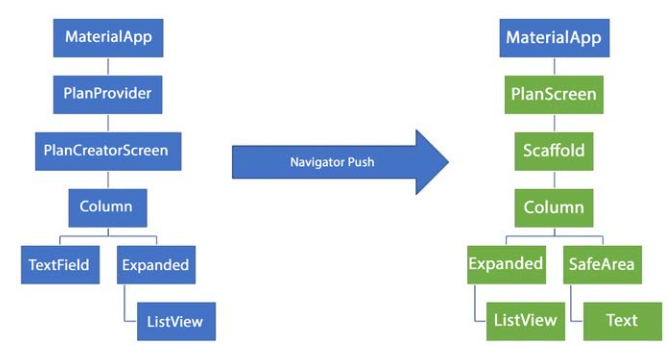 MaterialApp
PlanProvider
PlanCreatorScreen
Column
TextField
Expanded
ListView
Navigator Push
MaterialApp
PlanScreen
Scaffold
Column
Expanded
SafeArea
ListView
Text